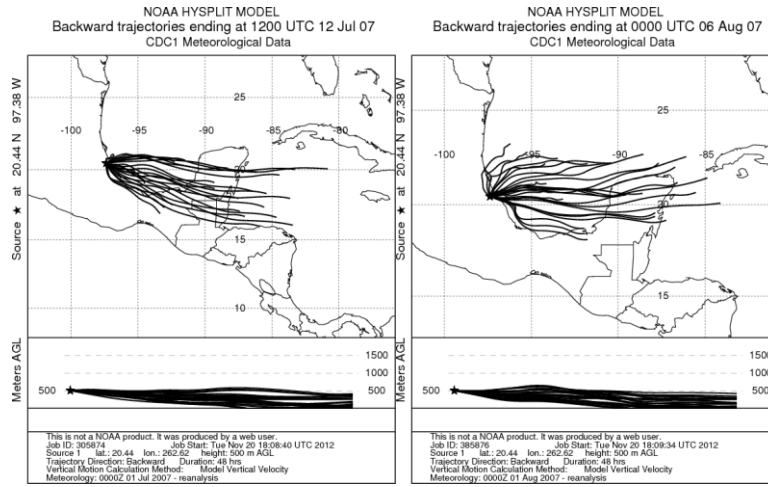 NOAA HYSPLIT MODEL
Backward trajectories ending at 1200 UTC 12 Jul 07
CDC1 Meteorological Data
Source ★ at 20.44 N 97.38 W
25
-100 -95 -90 -85 -80
20
15
10
Meters AGL
1500
1000
500 500
This is not a NOAA product. It was produced by a web user.
Job ID: 305874 Job Start: Tue Nov 20 18:08:40 UTC 2012
Source 1 lat.: 20.44 lon.: 262.62 height: 500 m AGL
Trajectory Direction: Backward Duration: 48 hrs
Vertical Motion Calculation Method: Model Vertical Velocity
Meteorology: 0000Z 01 Jul 2007 - reanalysis
NOAA HYSPLIT MODEL
Backward trajectories ending at 0000 UTC 06 Aug 07
CDC1 Meteorological Data
Source ★ at 20.44 N 97.38 W
25
-100 -95 -90 -85
20
15
Meters AGL
1500
1000
500 500
This is not a NOAA product. It was produced by a web user.
Job ID: 385876 Job Start: Tue Nov 20 18:09:34 UTC 2012
Source 1 lat.: 20.44 lon.: 262.62 height: 500 m AGL
Trajectory Direction: Backward Duration: 48 hrs
Vertical Motion Calculation Method: Model Vertical Velocity
Meteorology: 0000Z 01 Aug 2007 - reanalysis